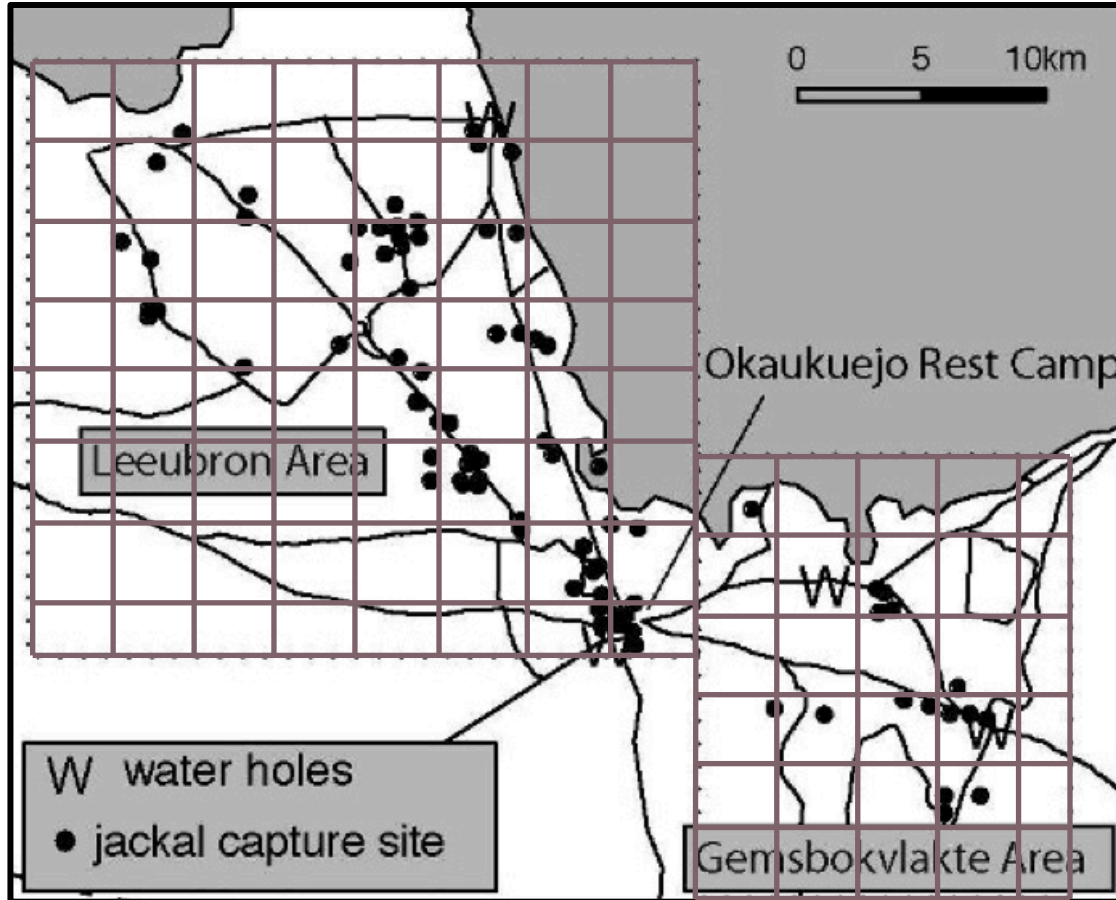 0 5 10km
W
Okaukuejo Rest Camp
Leeubron Area
W
W
W
W water holes
jackal capture site
Gemsbokvlakte Area